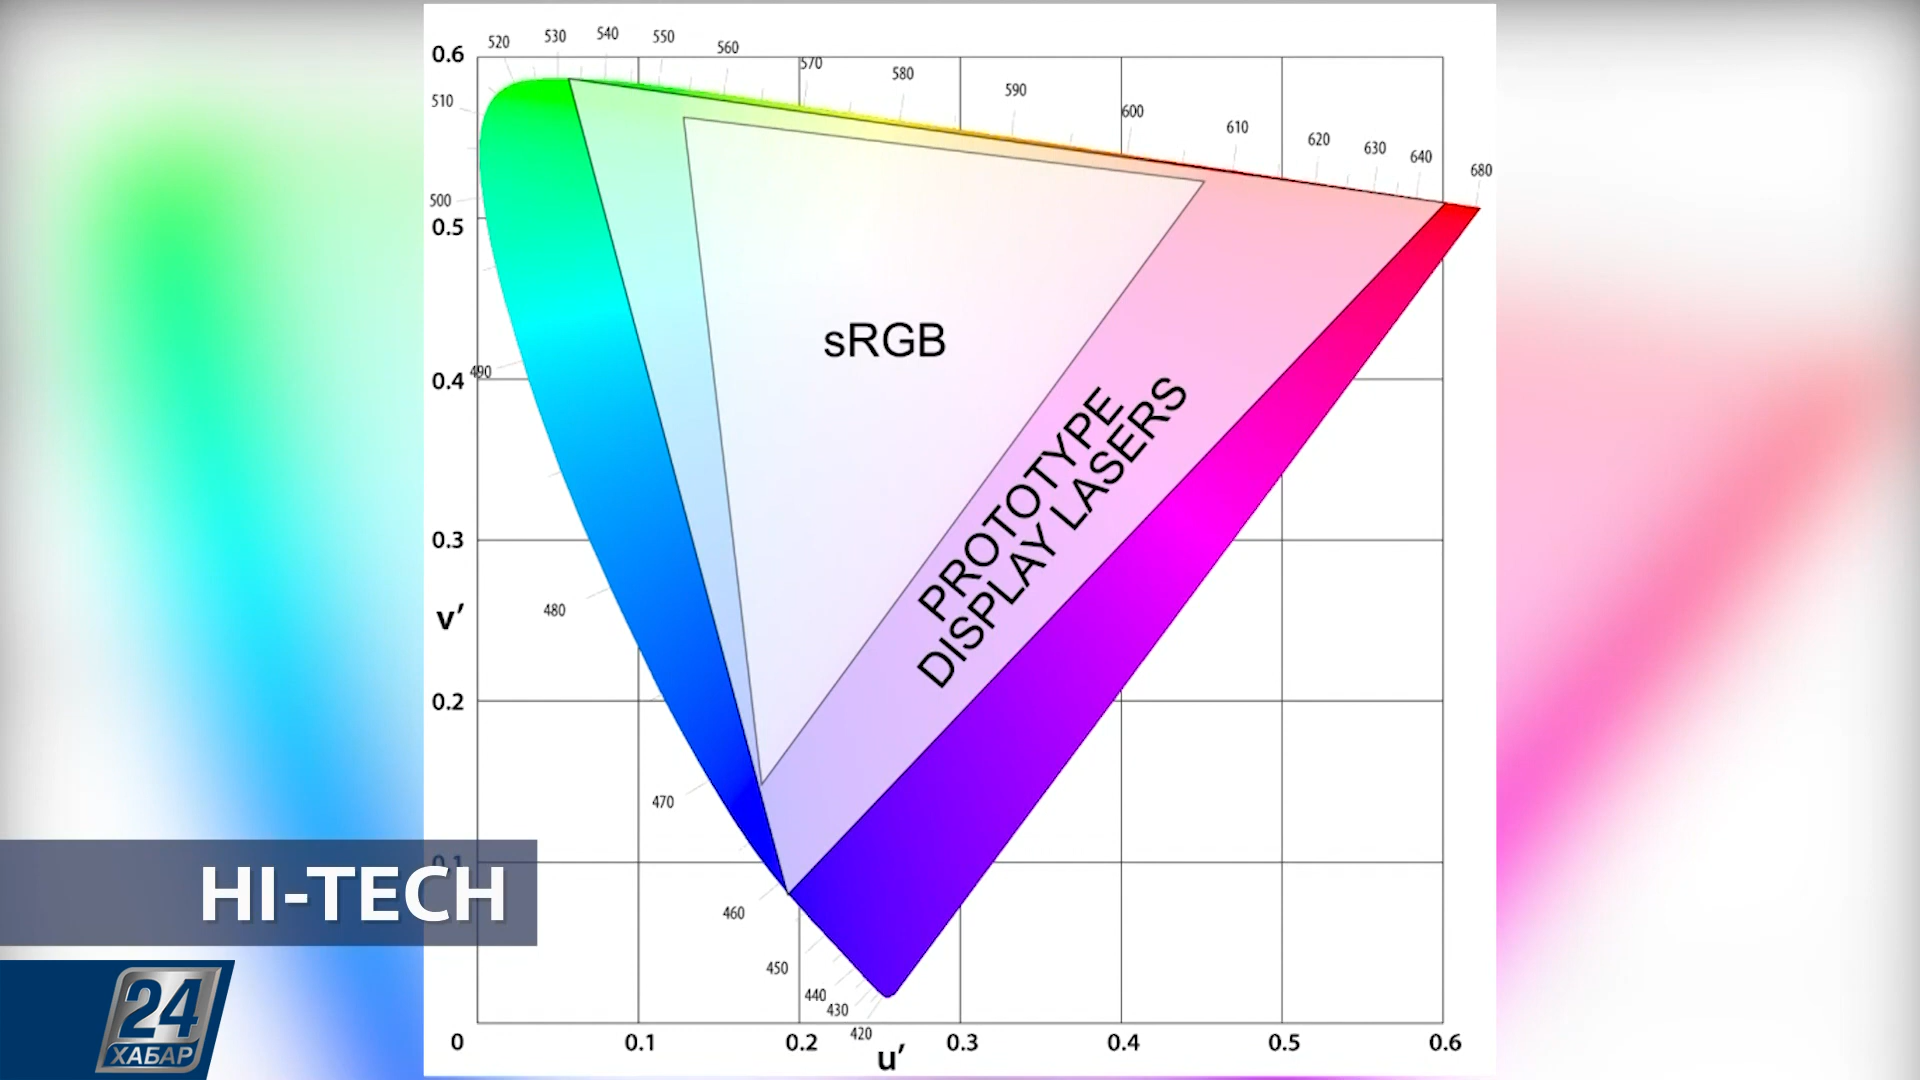 520 530 540 550 560 570 580 590 600 610 620 630 640 680
0.6
510
500
0.5
490
0.4
sRGB
PROTOTYPE
DISPLAY LASERS
0.3
480
v′
0.2
470
0.1
460
450
440
430
420
0 0.1 0.2 0.3 0.4 0.5 0.6
u′
HI-TECH
24
ХАБАР